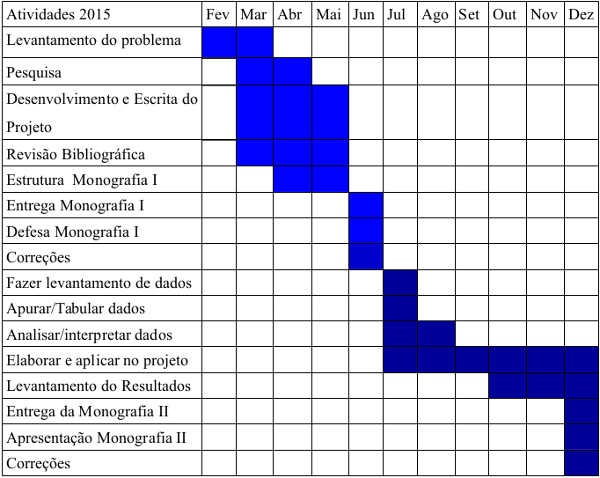 Atividades 2015 Fev Mar Abr Mai Jun Jul Ago Set Out Nov Dez
Levantamento do problema
Pesquisa
Desenvolvimento e Escrita do
Projeto
Revisão Bibliográfica
Estrutura Monografia I
Entrega Monografia I
Defesa Monografia I
Correções
Fazer levantamento de dados
Apurar/Tabular dados
Analisar/interpretar dados
Elaborar e aplicar no projeto
Levantamento do Resultados
Entrega da Monografia II
Apresentação Monografia II
Correções